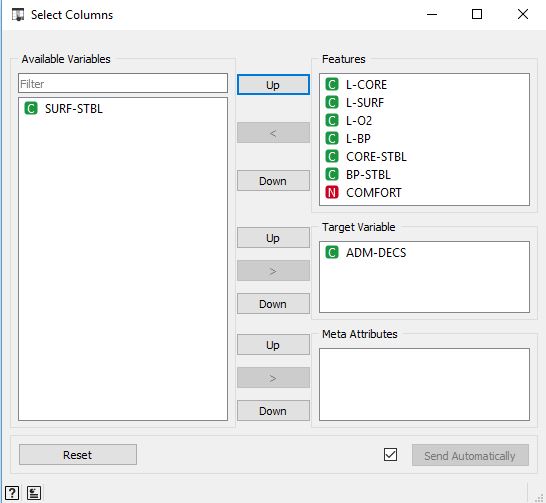 Select Columns
Available Variables
Filter
C SURF-STBL
Up
<
Down
Up
>
Down
Up
>
Down
Features
C L-CORE
C L-SURF
C L-O2
C L-BP
C CORE-STBL
C BP-STBL
N COMFORT
Target Variable
C ADM-DECS
Meta Attributes
Reset
Send Automatically
?